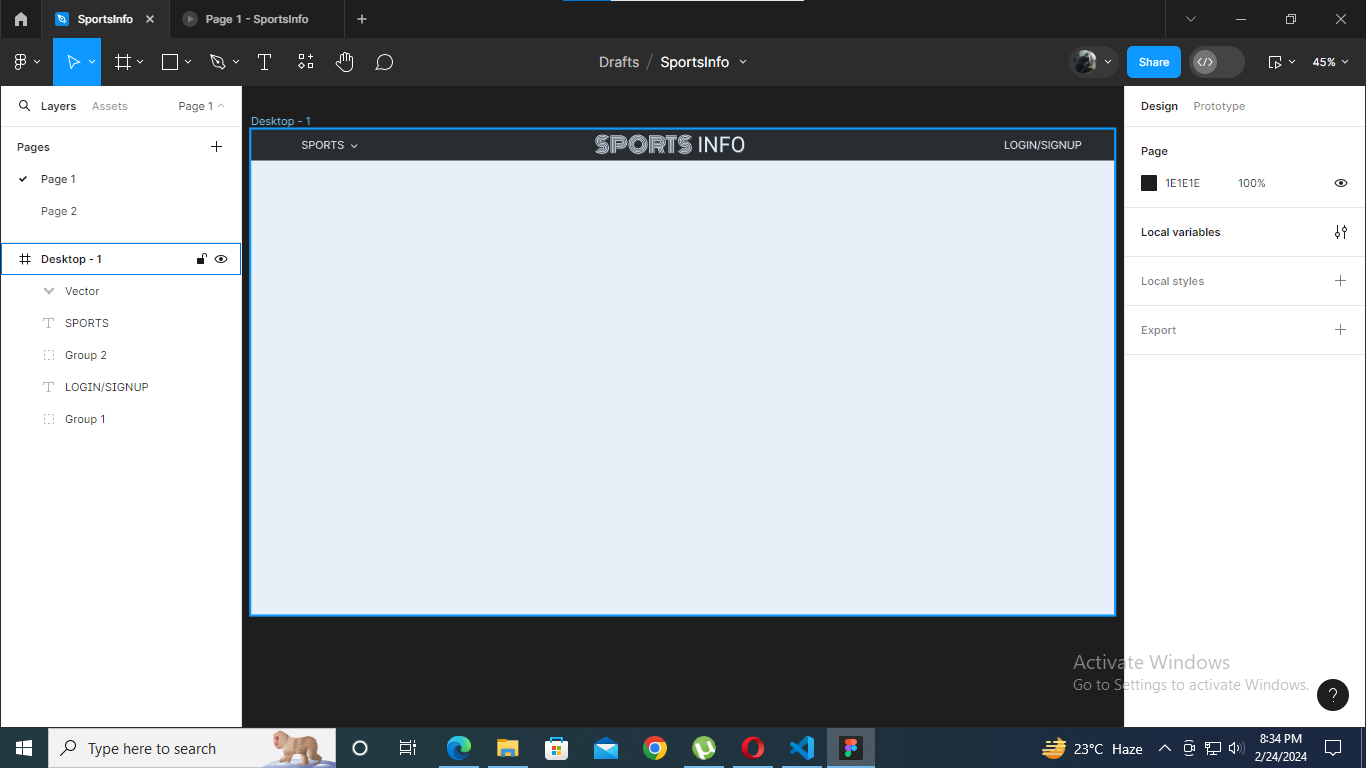 SportsInfo
Page 1 - SportsInfo
Drafts / SportsInfo
Share
45%
Layers Assets Page 1
Pages
Page 1
Page 2
Desktop - 1
Vector
SPORTS
Group 2
LOGIN/SIGNUP
Group 1
Desktop - 1
SPORTS
SPORTS INFO
LOGIN/SIGNUP
Design Prototype
Page
1E1E1E 100%
Local variables
Local styles
Export
Activate Windows
Go to Settings to activate Windows.
?
Type here to search
23°C Haze
8:34 PM
2/24/2024